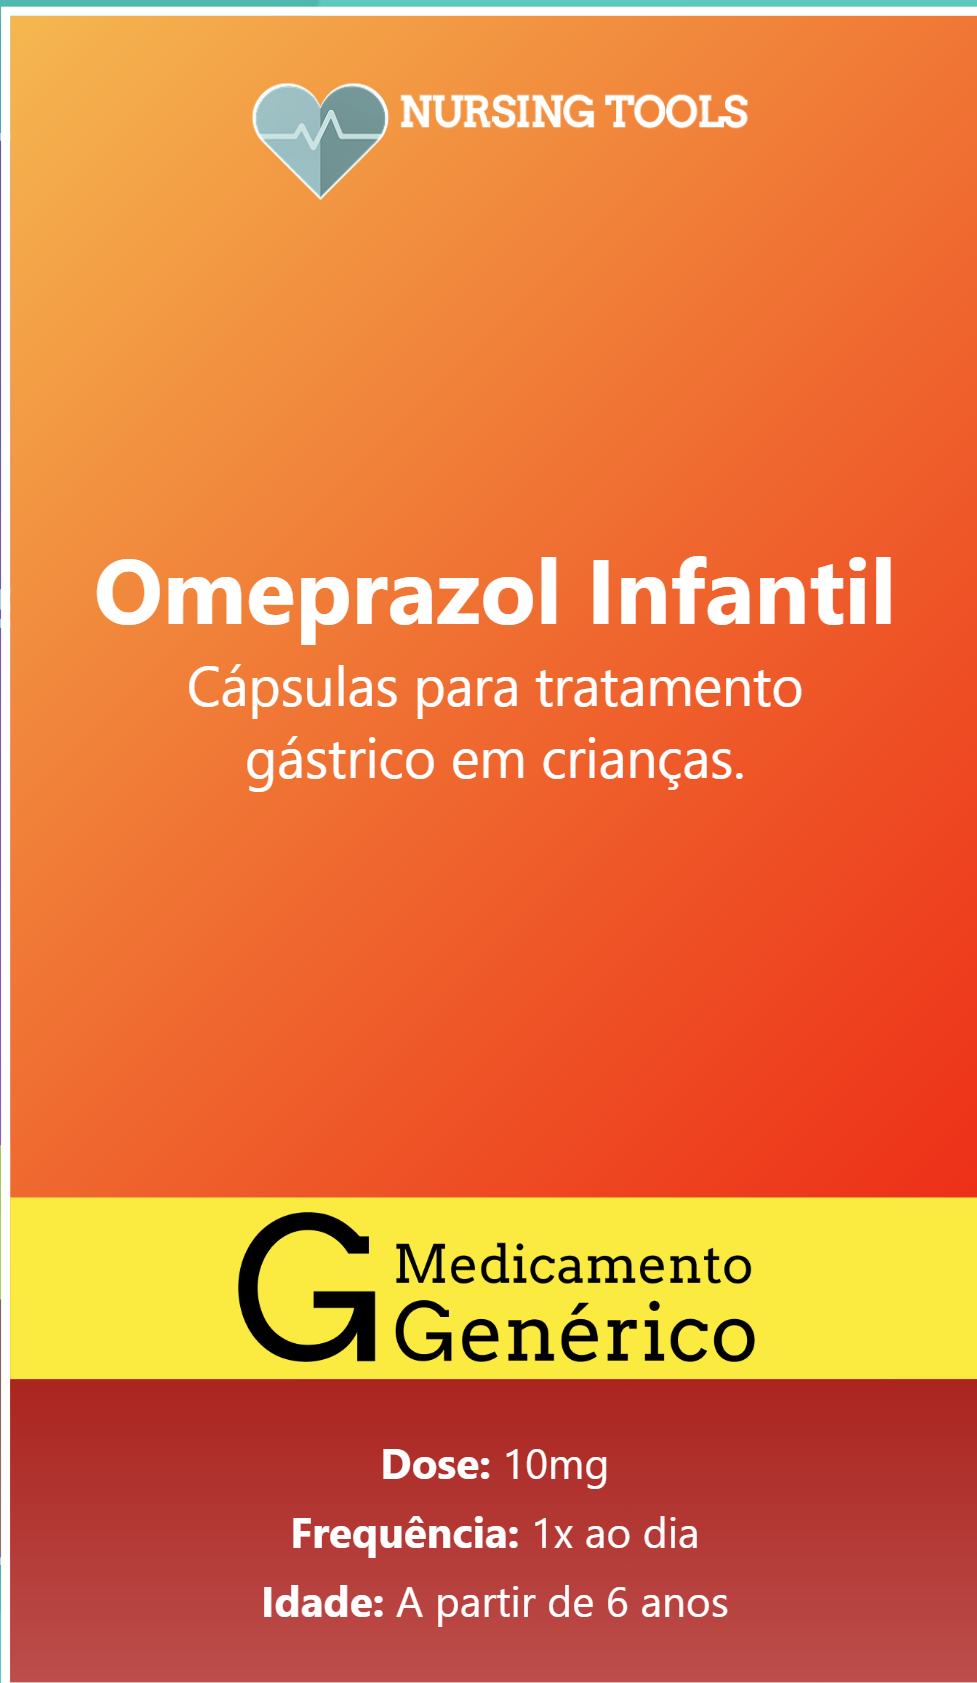 NURSING TOOLS
Omeprazol Infantil
Cápsulas para tratamento
gástrico em crianças.
G Medicamento
Genérico
Dose: 10mg
Frequência: 1x ao dia
Idade: A partir de 6 anos